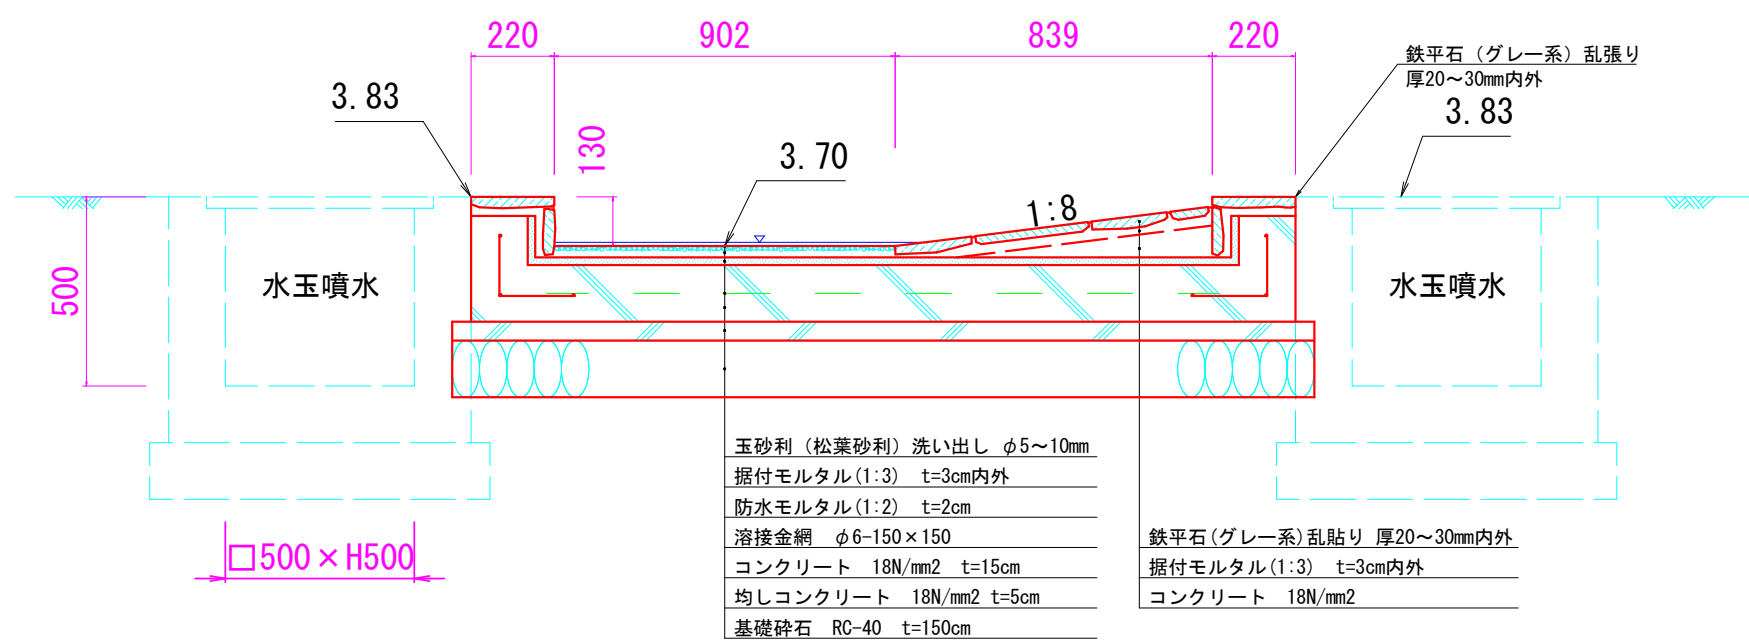 220
902
839
220
鉄平石（グレー系）乱張り
厚20～30mm内外
3.83
3.83
130
3.70
1:8
500
水玉噴水
水玉噴水
玉砂利（松葉砂利）洗い出し φ5～10mm
据付モルタル(1:3) t=3cm内外
防水モルタル(1:2) t=2cm
溶接金網 φ6-150×150
コンクリート 18N/mm2 t=15cm
均しコンクリート 18N/mm2 t=5cm
基礎砕石 RC-40 t=150cm
鉄平石(グレー系)乱貼り 厚20～30mm内外
据付モルタル(1:3) t=3cm内外
コンクリート 18N/mm2
□500×H500